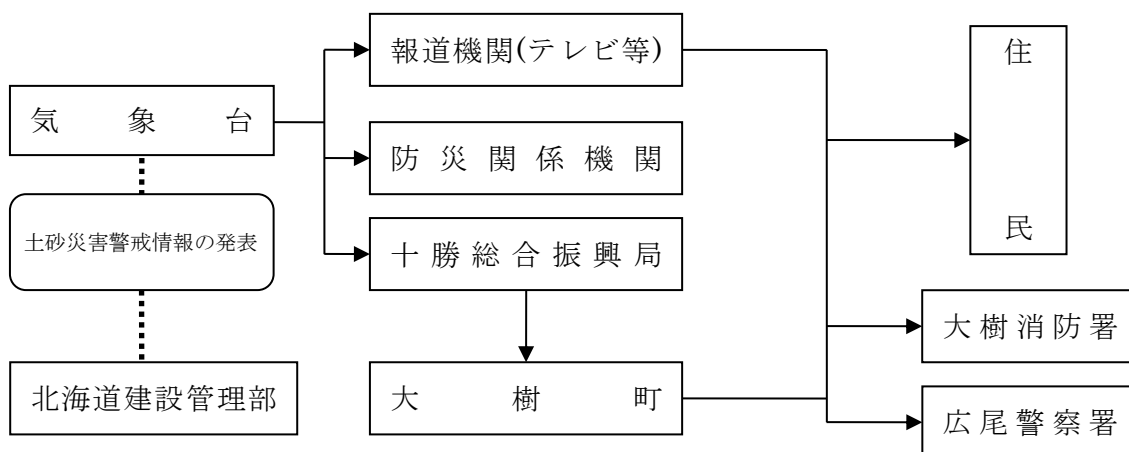 報道機関(テレビ等)
住民
気象台
防災関係機関
土砂災害警戒情報の発表
十勝総合振興局
大樹消防署
北海道建設管理部
大樹町
広尾警察署